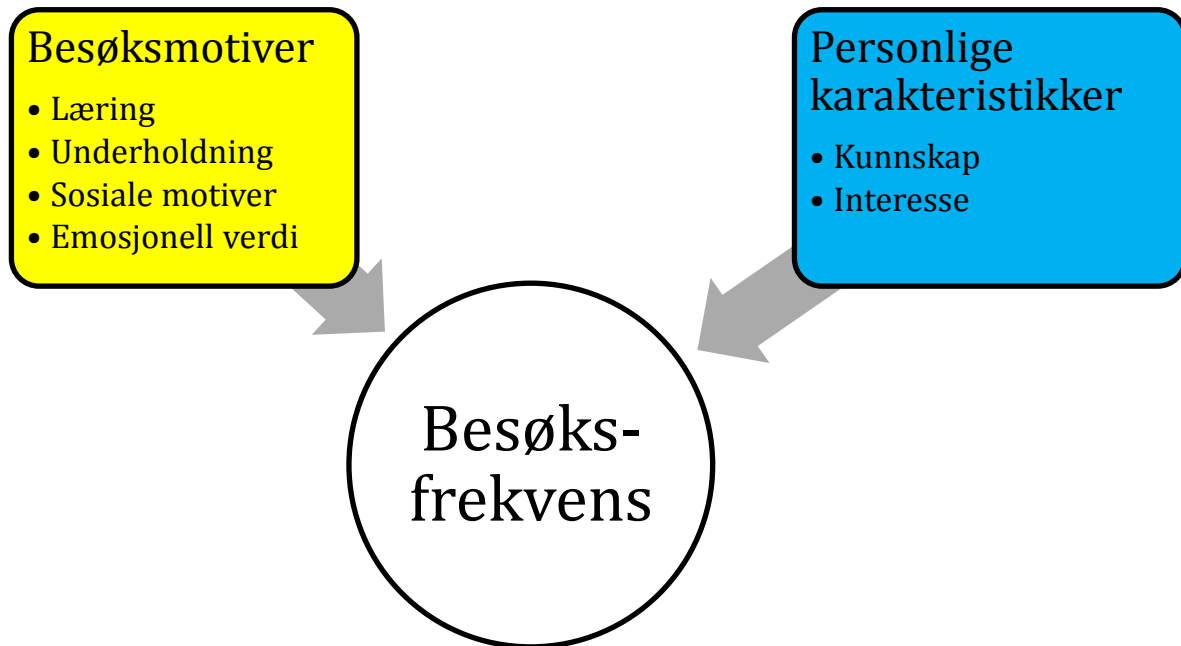 Besøksmotiver
• Læring
• Underholdning
• Sosiale motiver
• Emosjonell verdi
Personlige
karakteristikker
• Kunnskap
• Interesse
Besøks-
frekvens